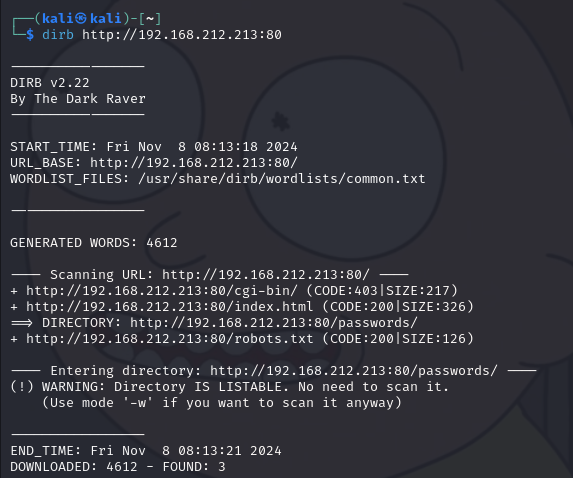 ┌──(kali㉿kali)-[~]
└─$ dirb http://192.168.212.213:80
-----------------
DIRB v2.22
By The Dark Raver
-----------------
START_TIME: Fri Nov  8 08:13:18 2024
URL_BASE: http://192.168.212.213:80/
WORDLIST_FILES: /usr/share/dirb/wordlists/common.txt
-----------------
GENERATED WORDS: 4612
---- Scanning URL: http://192.168.212.213:80/ ----
+ http://192.168.212.213:80/cgi-bin/ (CODE:403|SIZE:217)
+ http://192.168.212.213:80/index.html (CODE:200|SIZE:326)
==> DIRECTORY: http://192.168.212.213:80/passwords/
+ http://192.168.212.213:80/robots.txt (CODE:200|SIZE:126)
---- Entering directory: http://192.168.212.213:80/passwords/ ----
(!) WARNING: Directory IS LISTABLE. No need to scan it.
    (Use mode '-w' if you want to scan it anyway)
-----------------
END_TIME: Fri Nov  8 08:13:21 2024
DOWNLOADED: 4612 - FOUND: 3